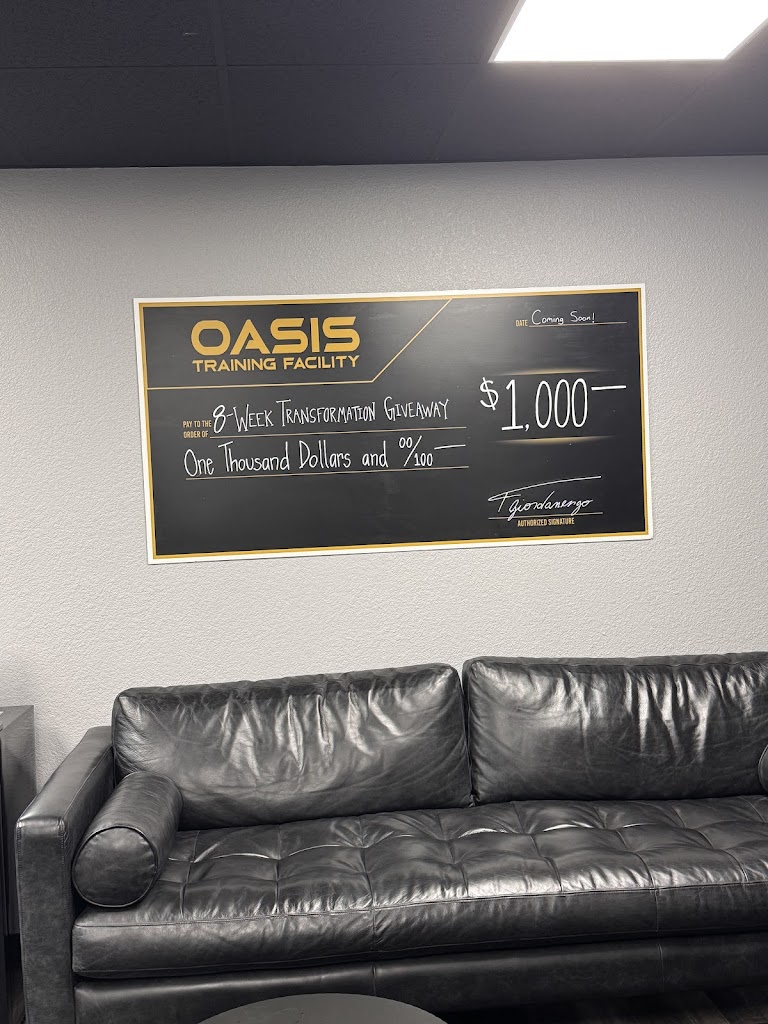 OASIS
TRAINING FACILITY
DATE Coming Soon!
PAY TO THE
ORDER OF 8-WEEK TRANSFORMATION GIVEAWAY
$1,000
One Thousand Dollars and 00/100
Fgiordanengo
AUTHORIZED SIGNATURE